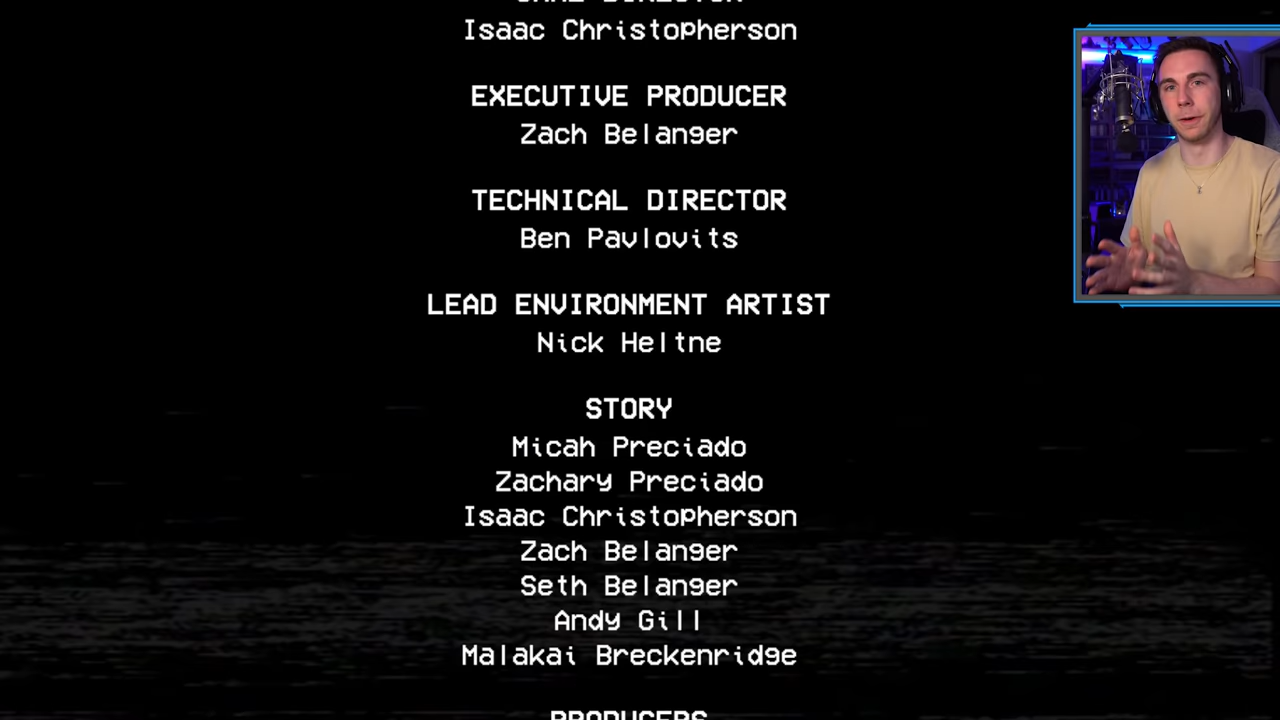 Isaac Christopherson
EXECUTIVE PRODUCER
Zach Belanger
TECHNICAL DIRECTOR
Ben Pavlovits
LEAD ENVIRONMENT ARTIST
Nick Heltne
STORY
Micah Preciado
Zachary Preciado
Isaac Christopherson
Zach Belanger
Seth Belanger
Andy Gill
Malakai Breckenridge
PRODUCERS